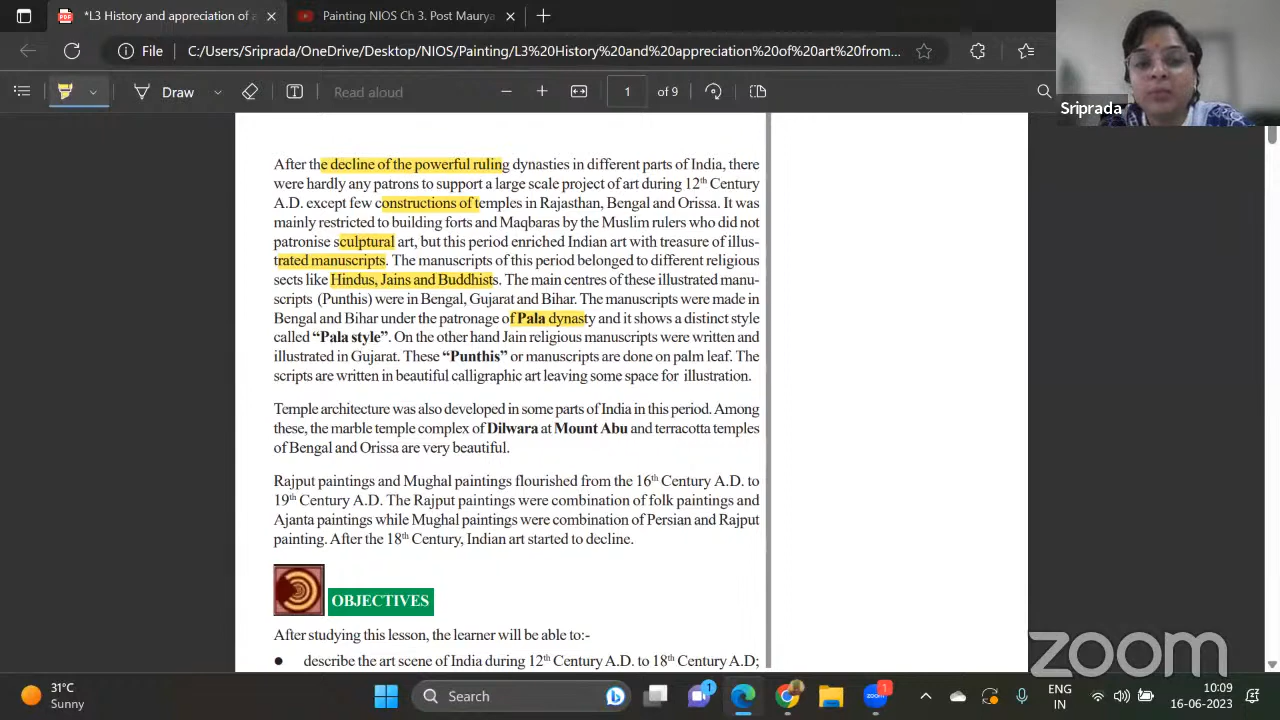 *L3 History and appreciation of a
Painting NIOS Ch 3. Post Maurya
File
C:/Users/Sriprada/OneDrive/Desktop/NIOS/Painting/L3%20History%20and%20appreciation%20of%20art%20from...
Draw
Read aloud
1 of 9
Sriprada
After the decline of the powerful ruling dynasties in different parts of India, there
were hardly any patrons to support a large scale project of art during 12th Century
A.D. except few constructions of temples in Rajasthan, Bengal and Orissa. It was
mainly restricted to building forts and Maqbaras by the Muslim rulers who did not
patronise sculptural art, but this period enriched Indian art with treasure of illus-
trated manuscripts. The manuscripts of this period belonged to different religious
sects like Hindus, Jains and Buddhists. The main centres of these illustrated manu-
scripts (Punthis) were in Bengal, Gujarat and Bihar. The manuscripts were made in
Bengal and Bihar under the patronage of Pala dynasty and it shows a distinct style
called “Pala style”. On the other hand Jain religious manuscripts were written and
illustrated in Gujarat. These “Punthis” or manuscripts are done on palm leaf. The
scripts are written in beautiful calligraphic art leaving some space for illustration.
Temple architecture was also developed in some parts of India in this period. Among
these, the marble temple complex of Dilwara at Mount Abu and terracotta temples
of Bengal and Orissa are very beautiful.
Rajput paintings and Mughal paintings flourished from the 16th Century A.D. to
19th Century A.D. The Rajput paintings were combination of folk paintings and
Ajanta paintings while Mughal paintings were combination of Persian and Rajput
painting. After the 18th Century, Indian art started to decline.
OBJECTIVES
After studying this lesson, the learner will be able to:-
● describe the art scene of India during 12th Century A.D. to 18th Century A.D;
zoom
31°C
Sunny
Search
1
zoom
1
ENG
IN
10:09
16-06-2023